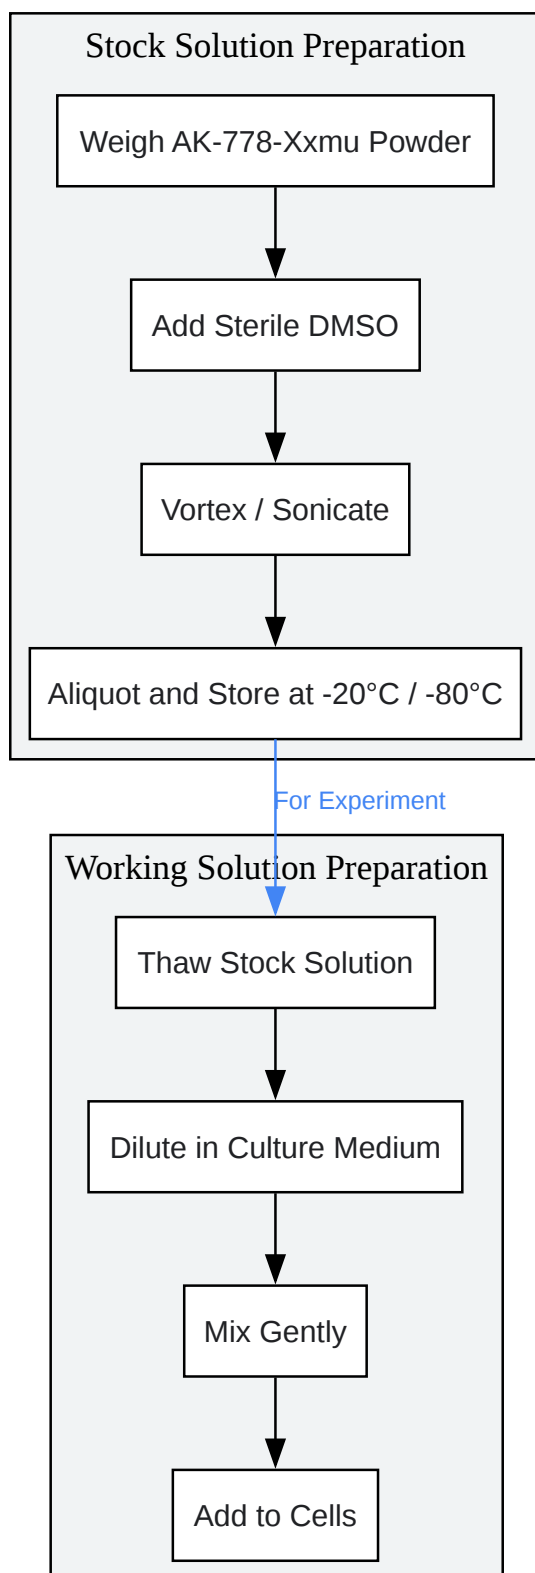 Stock Solution Preparation
Weigh AK-778-Xxmu Powder
Add Sterile DMSO
Vortex / Sonicate
Aliquot and Store at -20°C / -80°C
For Experiment
Working Solution Preparation
Thaw Stock Solution
Dilute in Culture Medium
Mix Gently
Add to Cells